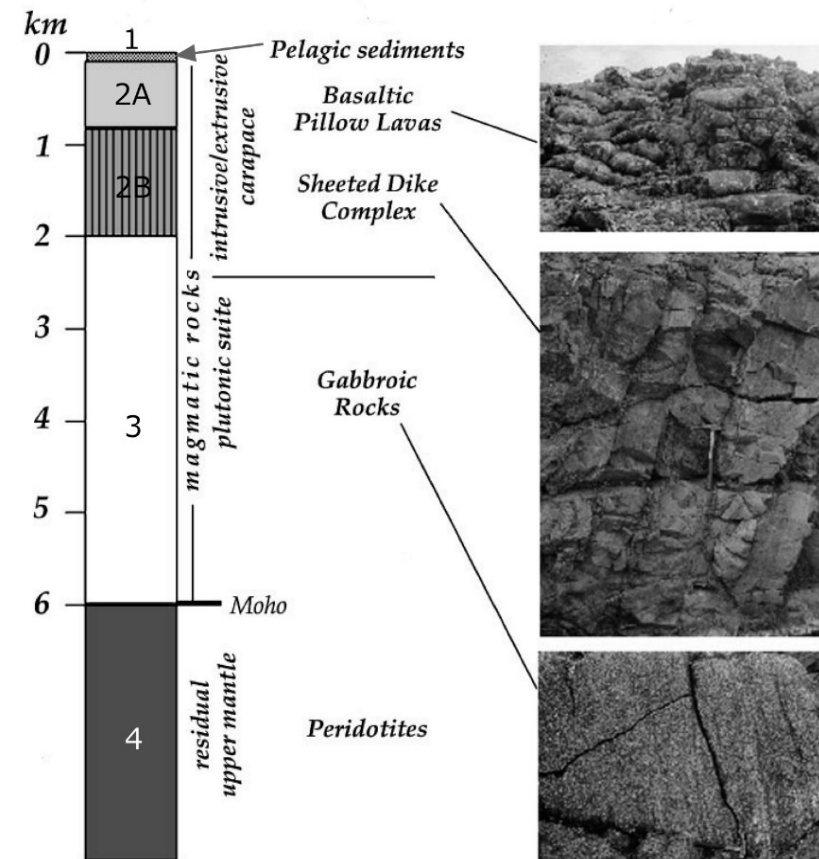 km
0
1
2
3
4
5
6
1
2A
2B
3
4
Pelagic sediments
Basaltic
Pillow Lavas
Sheeted Dike
Complex
intrusive/extrusive
carapace
magmatic rocks
plutonic suite
Gabbroic
Rocks
Moho
residual
upper mantle
Peridotites